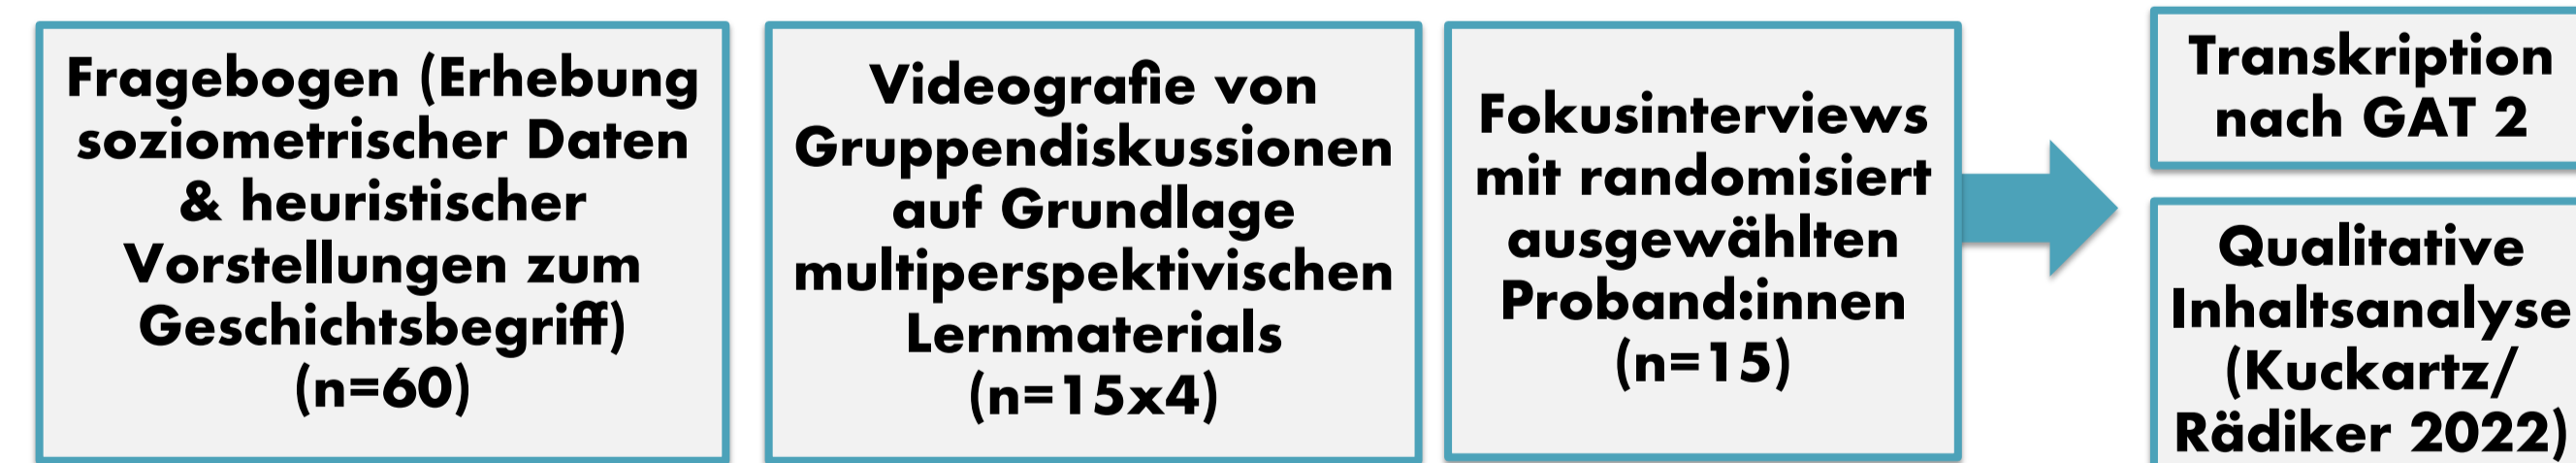 Fragebogen (Erhebung
soziometrischer Daten
& heuristischer
Vorstellungen zum
Geschichtsbegriff)
(n=60)
Videografie von
Gruppendiskussionen
auf Grundlage
multiperspektivischen
Lernmaterials
(n=15x4)
Fokusinterviews
mit randomisiert
ausgewählten
Proband:innen
(n=15)
Transkription
nach GAT 2
Qualitative
Inhaltsanalyse
(Kuckartz/
Rädiker 2022)